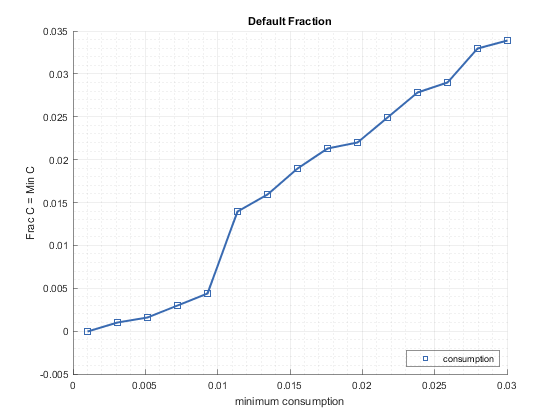 Default Fraction
0.035
0.03
0.025
0.02
0.015
0.01
0.005
0
-0.005
Frac C = Min C
0 0.005 0.01 0.015 0.02 0.025 0.03
minimum consumption
consumption